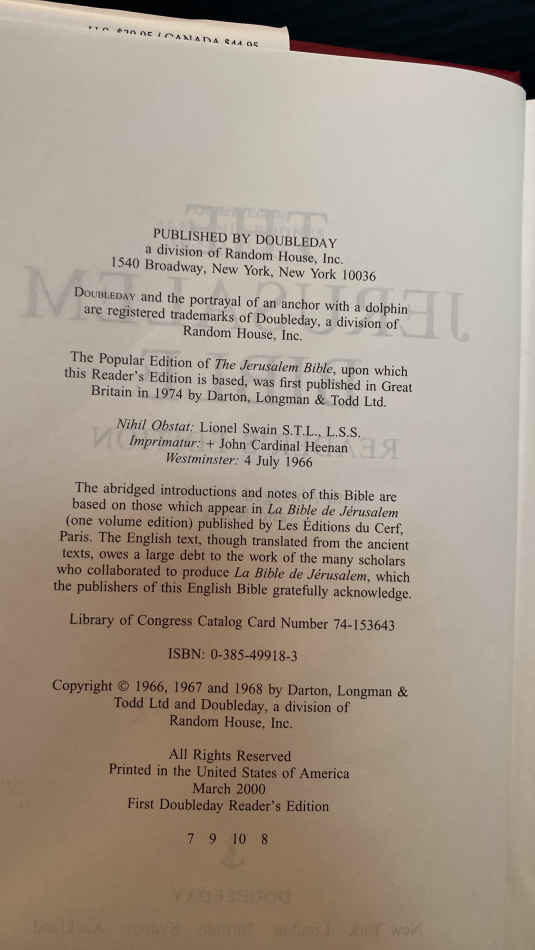 PUBLISHED BY DOUBLEDAY
a division of Random House, Inc.
1540 Broadway, New York, New York 10036
DOUBLEDAY and the portrayal of an anchor with a dolphin
are registered trademarks of Doubleday, a division of
Random House, Inc.
The Popular Edition of The Jerusalem Bible, upon which
this Reader's Edition is based, was first published in Great
Britain in 1974 by Darton, Longman & Todd Ltd.
Nihil Obstat: Lionel Swain S.T.L., L.S.S.
Imprimatur: + John Cardinal Heenan
Westminster: 4 July 1966
The abridged introductions and notes of this Bible are
based on those which appear in La Bible de Jérusalem
(one volume edition) published by Les Éditions du Cerf,
Paris. The English text, though translated from the ancient
texts, owes a large debt to the work of the many scholars
who collaborated to produce La Bible de Jérusalem, which
the publishers of this English Bible gratefully acknowledge.
Library of Congress Catalog Card Number 74-153643
ISBN: 0-385-49918-3
Copyright © 1966, 1967 and 1968 by Darton, Longman &
Todd Ltd and Doubleday, a division of
Random House, Inc.
All Rights Reserved
Printed in the United States of America
March 2000
First Doubleday Reader's Edition
7 9 10 8